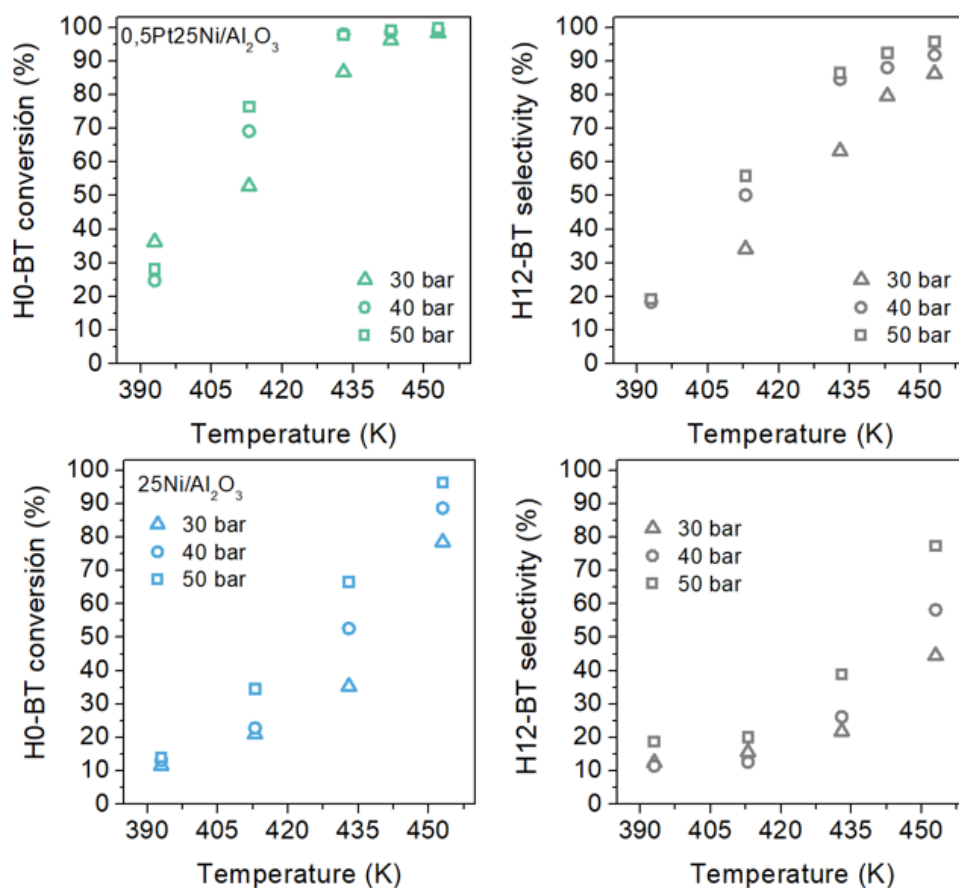 0,5Pt25Ni/Al₂O₃
H0-BT conversión (%)
100
90
80
70
60
50
40
30
20
10
0
30 bar
40 bar
50 bar
390 405 420 435 450
Temperature (K)
H12-BT selectivity (%)
100
90
80
70
60
50
40
30
20
10
0
30 bar
40 bar
50 bar
390 405 420 435 450
Temperature (K)
25Ni/Al₂O₃
H0-BT conversión (%)
100
90
80
70
60
50
40
30
20
10
0
30 bar
40 bar
50 bar
390 405 420 435 450
Temperature (K)
H12-BT selectivity (%)
100
90
80
70
60
50
40
30
20
10
0
30 bar
40 bar
50 bar
390 405 420 435 450
Temperature (K)